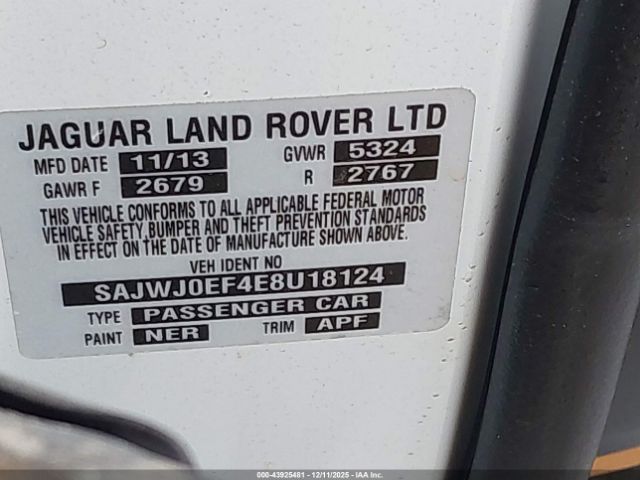 JAGUAR LAND ROVER LTD
MFD DATE 11/13 GVWR 5324
GAWR F 2679 R 2767
THIS VEHICLE CONFORMS TO ALL APPLICABLE FEDERAL MOTOR
VEHICLE SAFETY,BUMPER AND THEFT PREVENTION STANDARDS
IN EFFECT ON THE DATE OF MANUFACTURE SHOWN ABOVE.
VEH IDENT NO
SAJWJ0EF4E8U18124
TYPE PASSENGER CAR
PAINT NER TRIM APF
000-43925481 - 12/11/2025 - IAA Inc.